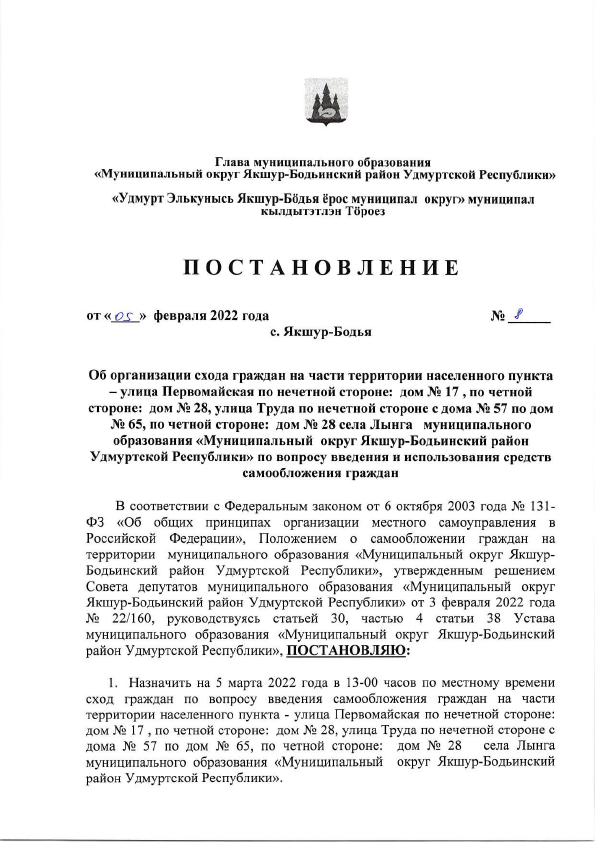 Глава муниципального образования
«Муниципальный округ Якшур-Бодьинский район Удмуртской Республики»
«Удмурт Элькунысь Якшур-Бӧдья ёрос муниципал округ» муниципал
кылдытэтлэн Тӧроез
П О С Т А Н О В Л Е Н И Е
от «05» февраля 2022 года № 8
с. Якшур-Бодья
Об организации схода граждан на части территории населенного пункта
– улица Первомайская по нечетной стороне: дом № 17 , по четной
стороне: дом № 28, улица Труда по нечетной стороне с дома № 57 по дом
№ 65, по четной стороне: дом № 28 села Лынга муниципального
образования «Муниципальный округ Якшур-Бодьинский район
Удмуртской Республики» по вопросу введения и использования средств
самообложения граждан
В соответствии с Федеральным законом от 6 октября 2003 года № 131-
ФЗ «Об общих принципах организации местного самоуправления в
Российской Федерации», Положением о самообложении граждан на
территории муниципального образования «Муниципальный округ Якшур-
Бодьинский район Удмуртской Республики», утвержденным решением
Совета депутатов муниципального образования «Муниципальный округ
Якшур-Бодьинский район Удмуртской Республики» от 3 февраля 2022 года
№ 22/160, руководствуясь статьей 30, частью 4 статьи 38 Устава
муниципального образования «Муниципальный округ Якшур-Бодьинский
район Удмуртской Республики», ПОСТАНОВЛЯЮ:
1. Назначить на 5 марта 2022 года в 13-00 часов по местному времени
сход граждан по вопросу введения самообложения граждан на части
территории населенного пункта - улица Первомайская по нечетной стороне:
дом № 17 , по четной стороне: дом № 28, улица Труда по нечетной стороне с
дома № 57 по дом № 65, по четной стороне: дом № 28 села Лынга
муниципального образования «Муниципальный округ Якшур-Бодьинский
район Удмуртской Республики».